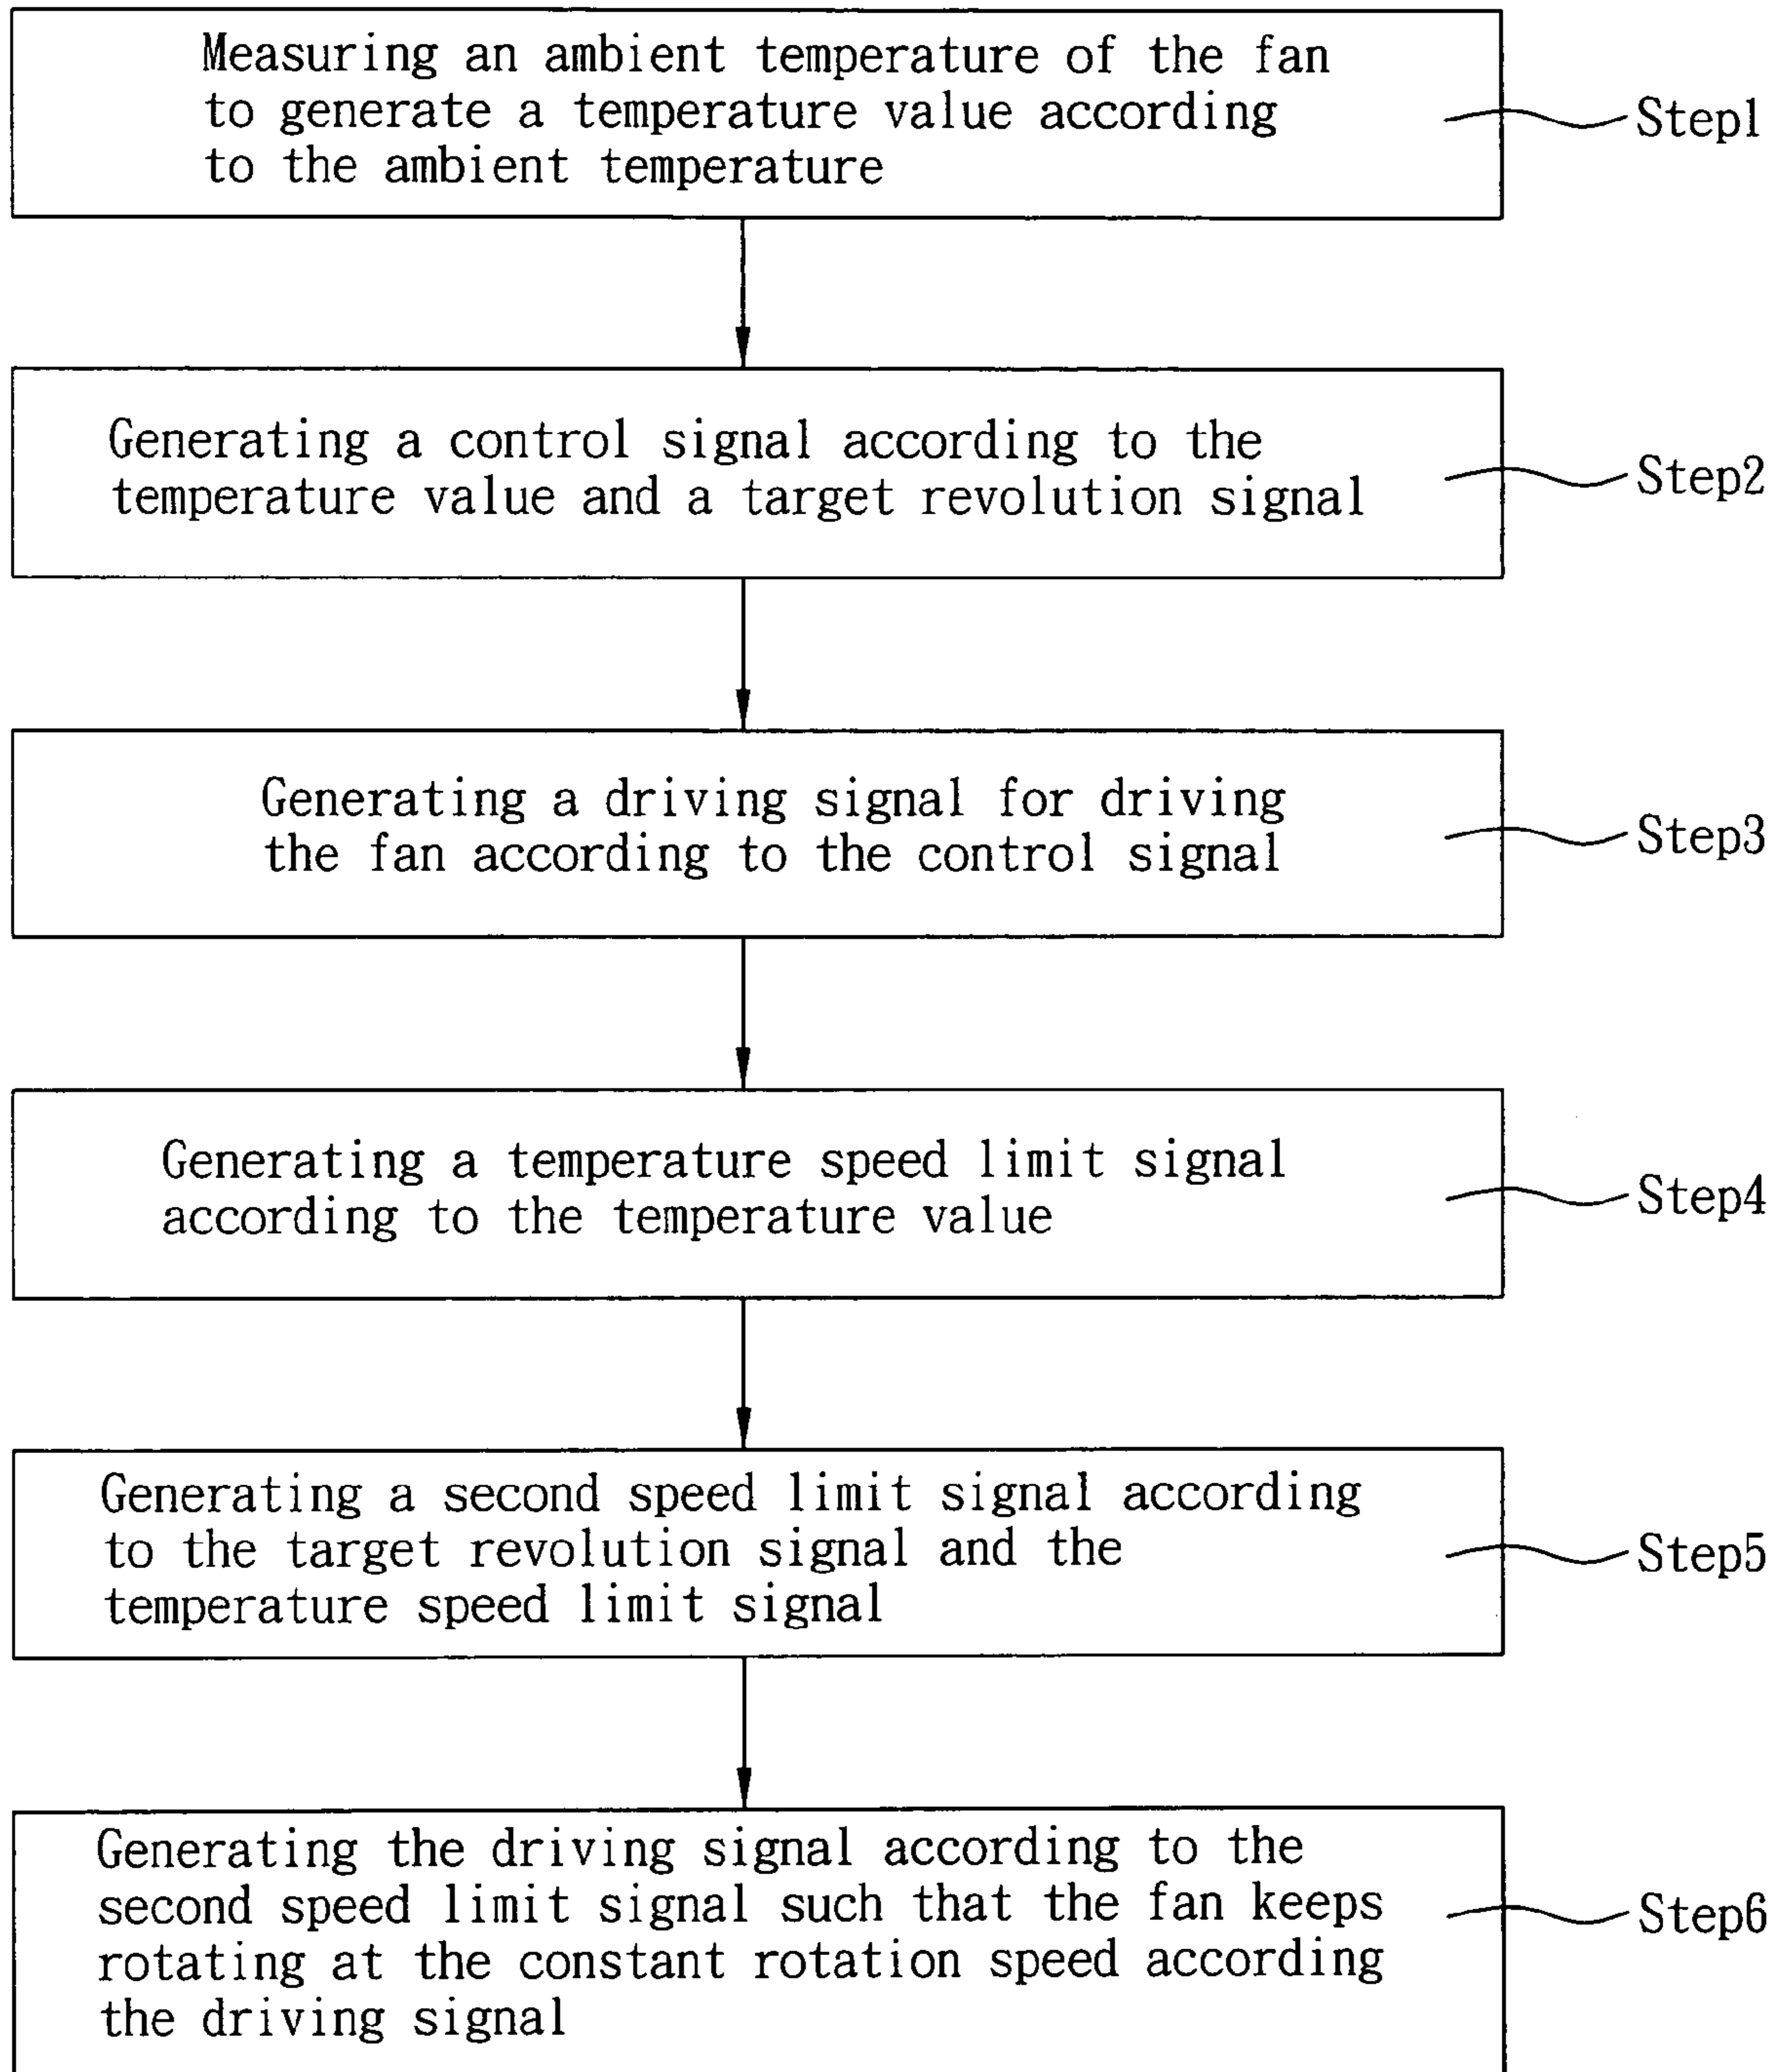 Measuring an ambient temperature of the fan
to generate a temperature value according
to the ambient temperature
Step1
Generating a control signal according to the
temperature value and a target revolution signal
Step2
Generating a driving signal for driving
the fan according to the control signal
Step3
Generating a temperature speed limit signal
according to the temperature value
Step4
Generating a second speed limit signal according
to the target revolution signal and the
temperature speed limit signal
Step5
Generating the driving signal according to the
second speed limit signal such that the fan keeps
rotating at the constant rotation speed according
the driving signal
Step6